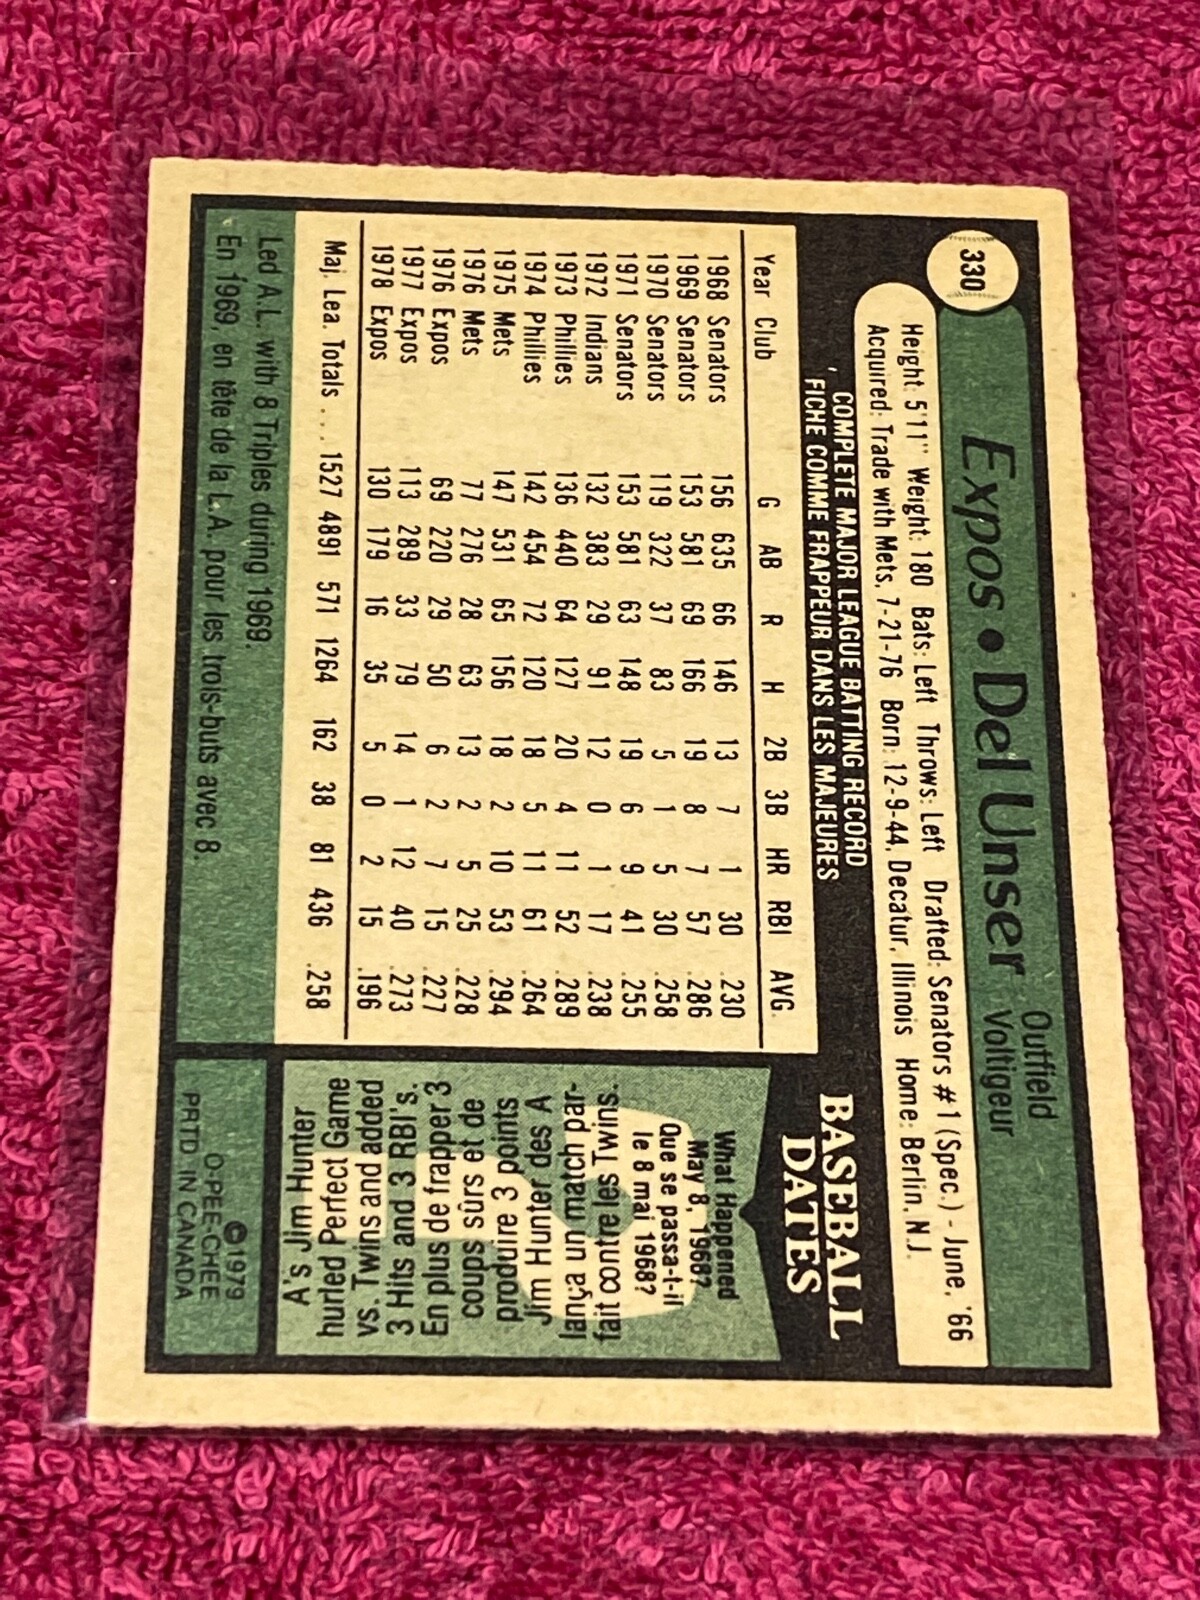 330
Expos • Del Unser
Outfield
Voltigeur
Height: 5'11" Weight: 180 Bats: Left Throws: Left Drafted: Senators #1 (Spec.) - June, '66
Acquired: Trade with Mets, 7-21-76 Born: 12-9-44, Decatur, Illinois Home: Berlin, N.J.
COMPLETE MAJOR LEAGUE BATTING RECORD
FICHE COMME FRAPPEUR DANS LES MAJEURES
Year Club G AB R H 2B 3B HR RBI AVG.
1968 Senators 156 635 66 146 13 7 1 30 .230
1969 Senators 153 581 69 166 19 8 7 57 .286
1970 Senators 119 322 37 83 5 1 5 30 .258
1971 Senators 153 581 63 148 19 6 9 41 .255
1972 Indians 132 383 29 91 12 0 1 17 .238
1973 Phillies 136 440 64 127 20 4 11 52 .289
1974 Phillies 142 454 72 120 18 5 11 61 .264
1975 Mets 147 531 65 156 18 2 10 53 .294
1976 Mets 77 276 28 63 13 2 5 25 .228
1976 Expos 69 220 29 50 6 2 7 15 .227
1977 Expos 113 289 33 79 14 1 12 40 .273
1978 Expos 130 179 16 35 5 0 2 15 .196
Maj. Lea. Totals . . . 1527 4891 571 1264 162 38 81 436 .258
Led A.L. with 8 Triples during 1969.
En 1969, en tête de la L.A. pour les trois-buts avec 8.
BASEBALL
DATES
What Happened
May 8, 1968?
Que se passa-t-il
le 8 mai 1968?
A's Jim Hunter
hurled Perfect Game
vs. Twins and added
3 Hits and 3 RBI's.
En plus de frapper 3
coups sûrs et de
produire 3 points
Jim Hunter des A
lança un match par-
fait contre les Twins.
©1979
O-PEE-CHEE
PRTD. IN CANADA